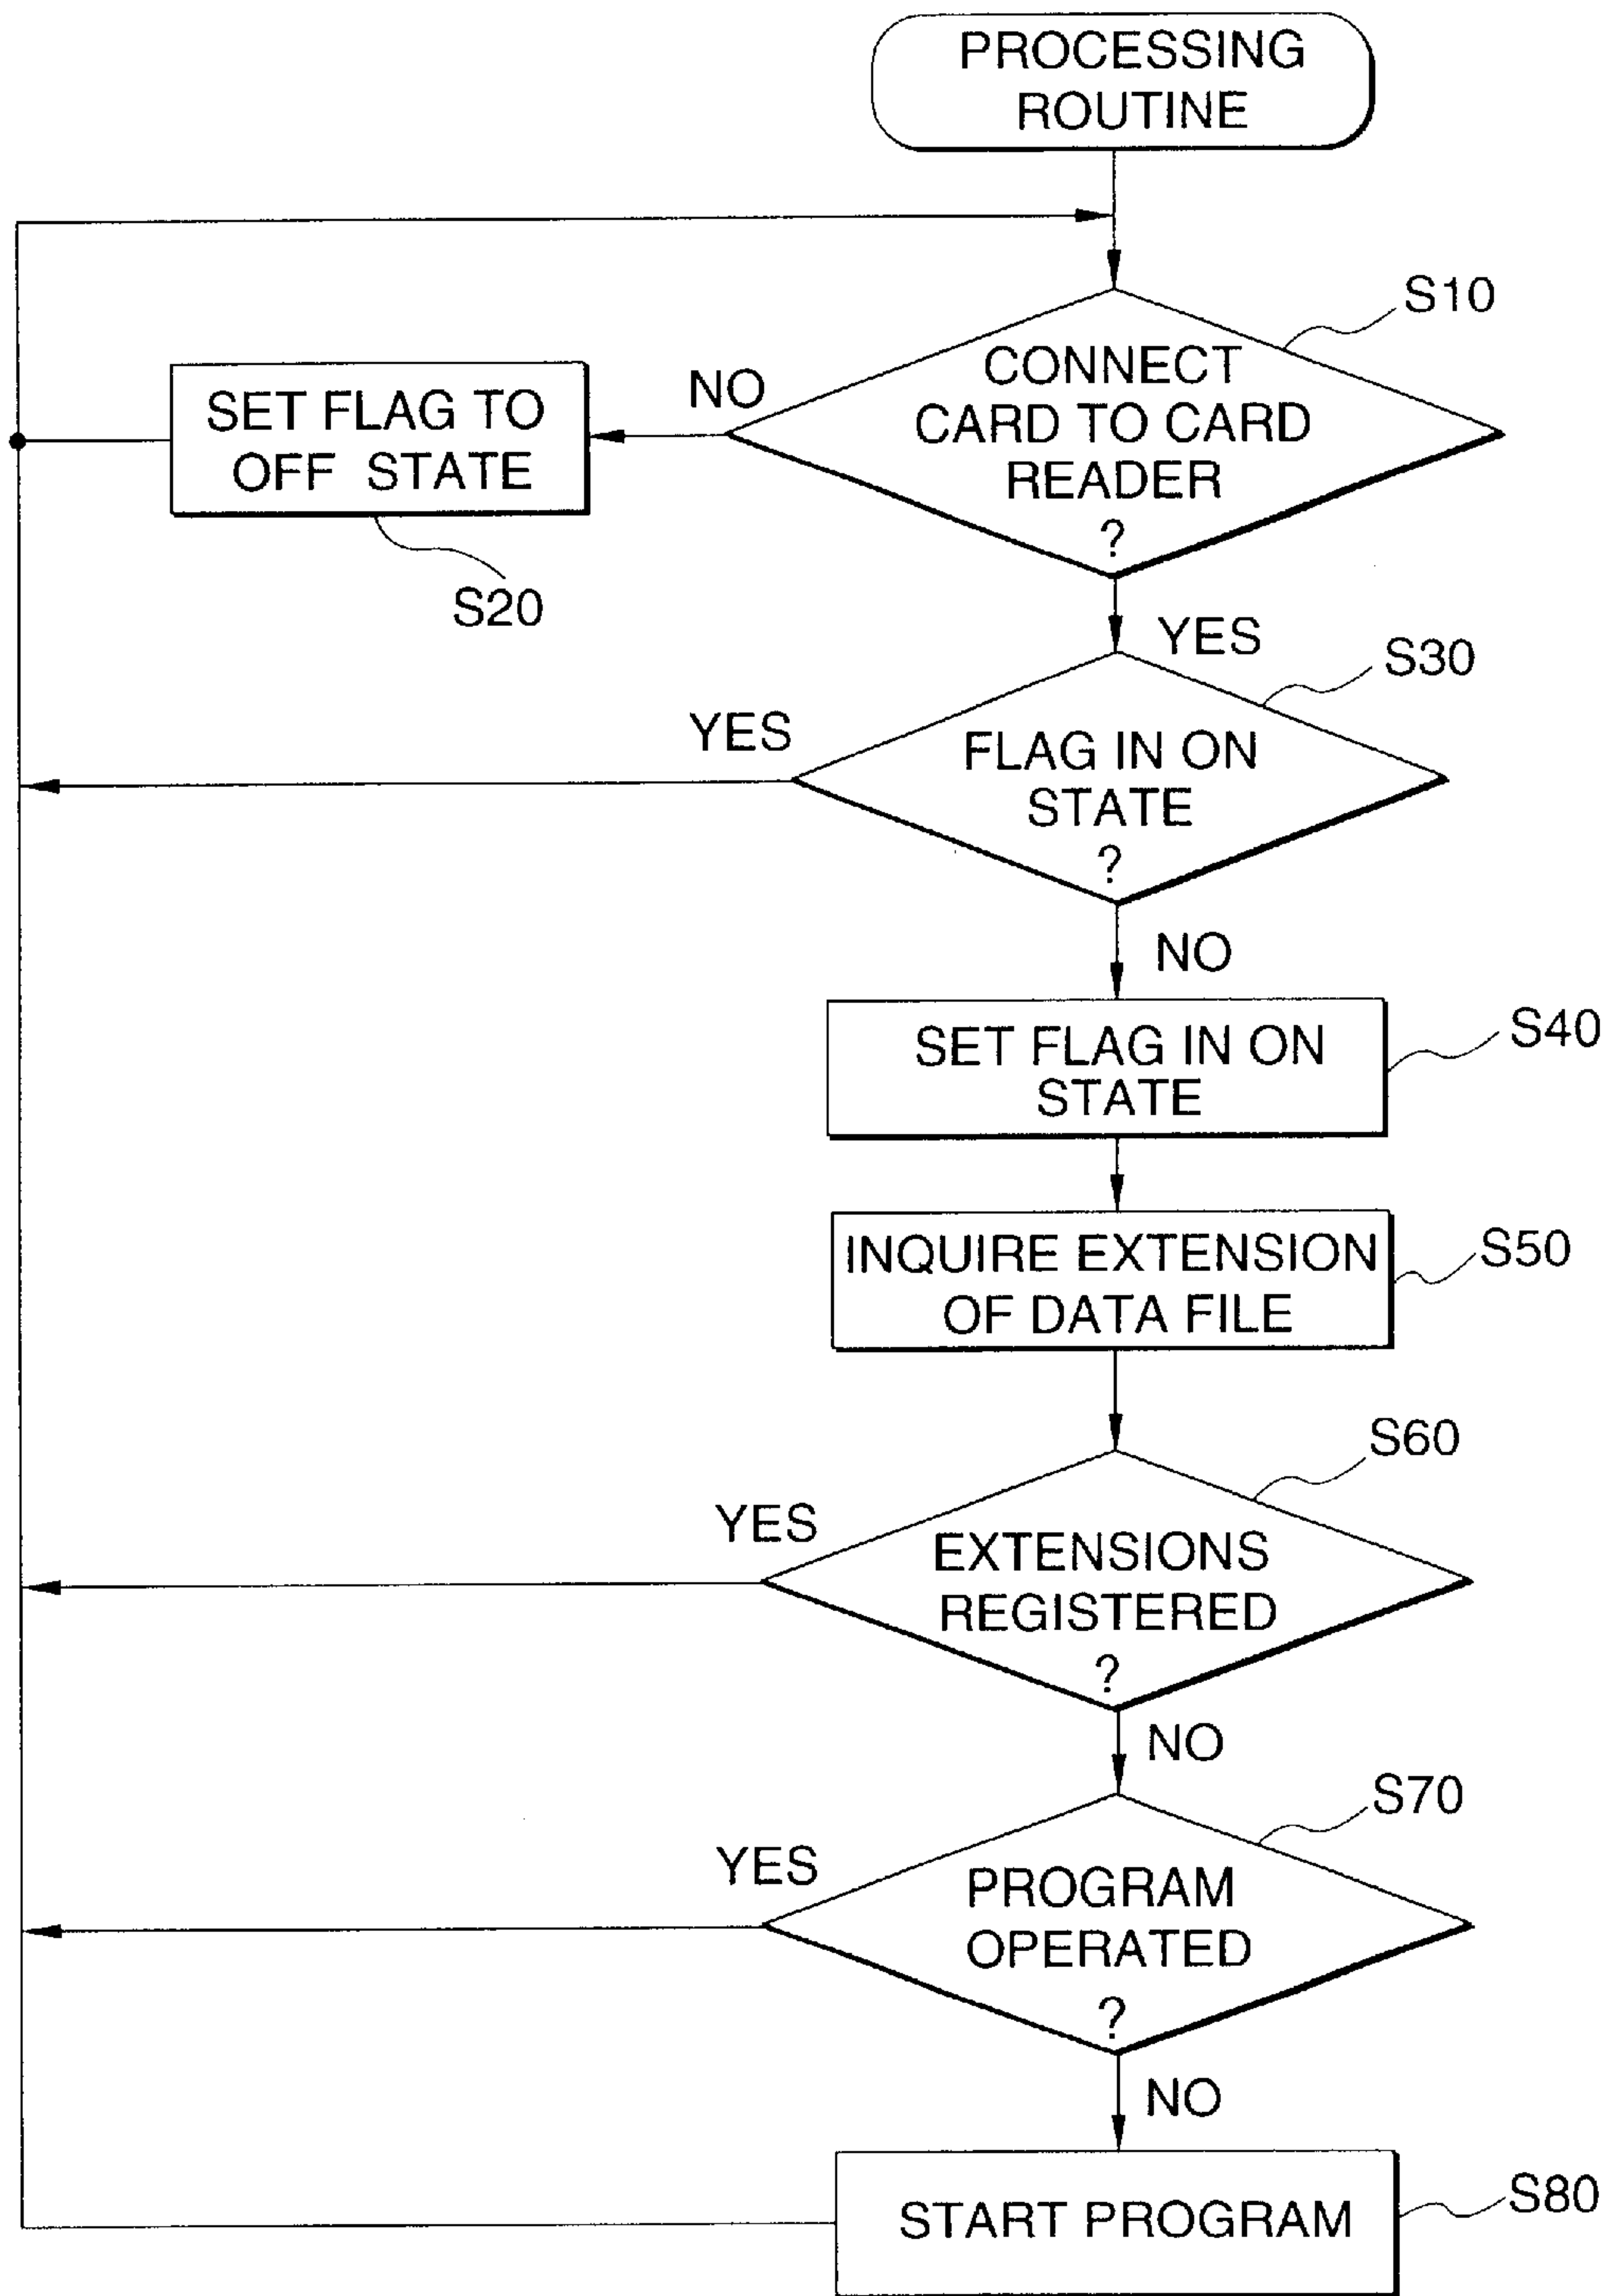 PROCESSING
ROUTINE
S10
CONNECT
CARD TO CARD
READER
?
NO
SET FLAG TO
OFF STATE
S20
YES
S30
FLAG IN ON
STATE
?
YES
NO
SET FLAG IN ON
STATE
S40
INQUIRE EXTENSION
OF DATA FILE
S50
S60
EXTENSIONS
REGISTERED
?
YES
NO
S70
PROGRAM
OPERATED
?
YES
NO
START PROGRAM
S80